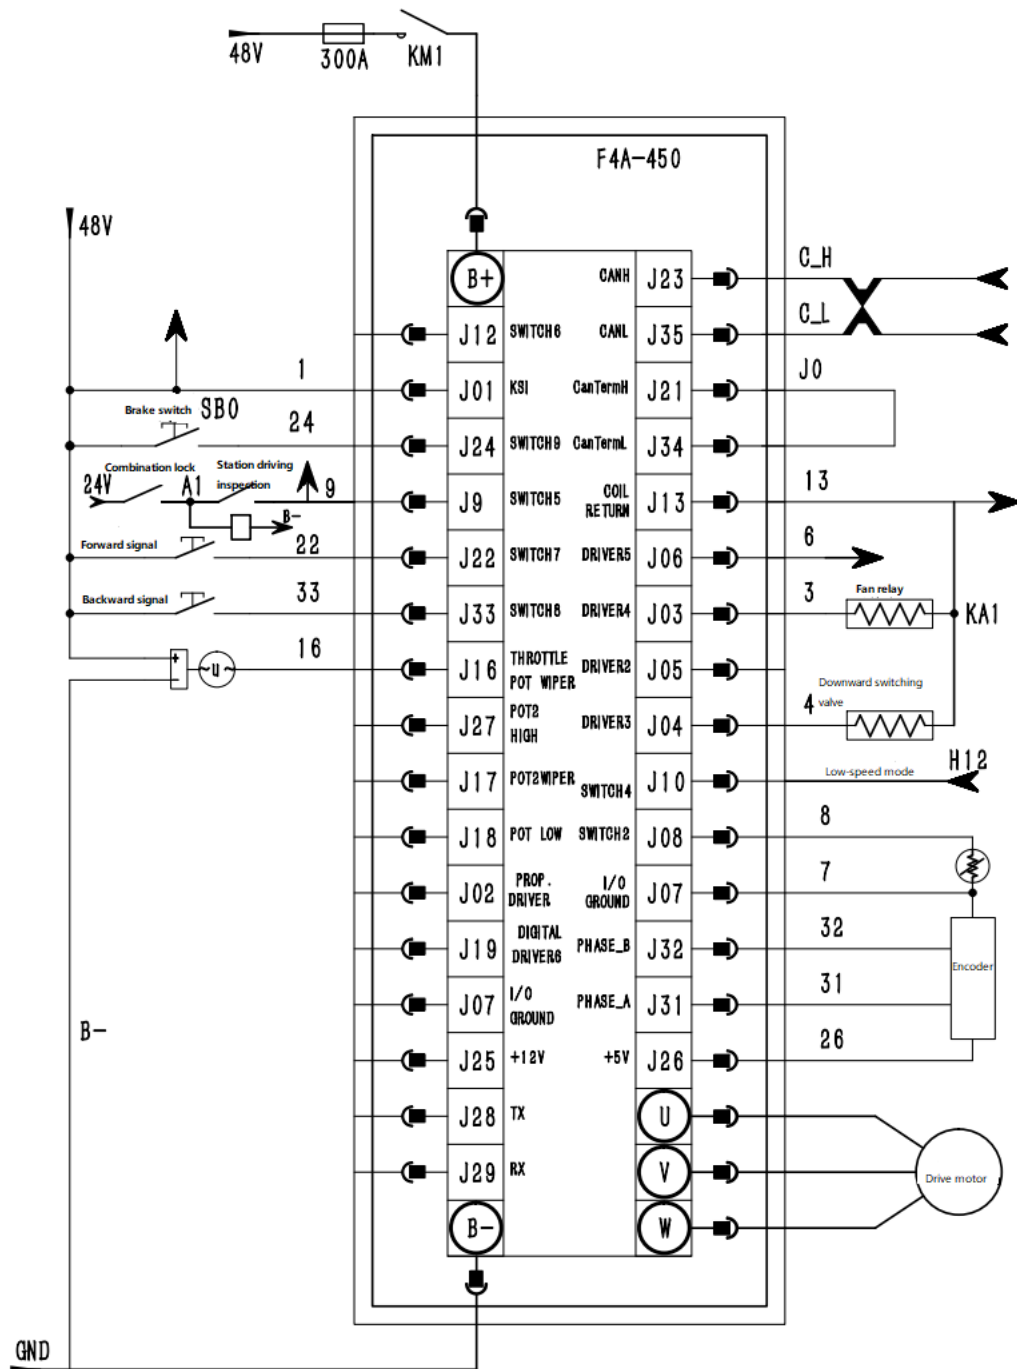 48V
300A
KM1
F4A-450
48V
B+
CANH
J23
C_H
J12
SWITCH6
CANL
J35
C_L
1
J01
KSI
CanTermH
J21
J0
Brake switch
SB0
24
J24
SWITCH9
CanTermL
J34
Combination lock
24V
A1
Station driving
inspection
9
B-
J9
SWITCH5
COIL
RETURN
J13
13
Forward signal
22
J22
SWITCH7
DRIVER5
J06
6
Backward signal
33
J33
SWITCH8
DRIVER4
J03
3
Fan relay
KA1
+
-
~U~
16
J16
THROTTLE
POT WIPER
DRIVER2
J05
J27
POT2
HIGH
DRIVER3
J04
4
Downward switching
valve
J17
POT2WIPER
SWITCH4
J10
Low-speed mode
H12
J18
POT LOW
SWITCH2
J08
8
J02
PROP.
DRIVER
I/O
GROUND
J07
7
J19
DIGITAL
DRIVER6
PHASE_B
J32
32
Encoder
J07
I/O
GROUND
PHASE_A
J31
31
B-
J25
+12V
+5V
J26
26
J28
TX
U
J29
RX
V
Drive motor
B-
W
GND